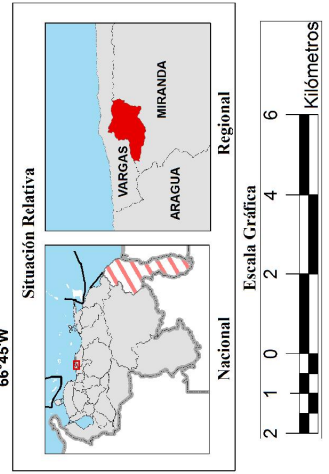 66°45'W
Situación Relativa
VARGAS
MIRANDA
ARAGUA
Nacional
Regional
Escala Gráfica
2 1 0 2 4 6
Kilómetros